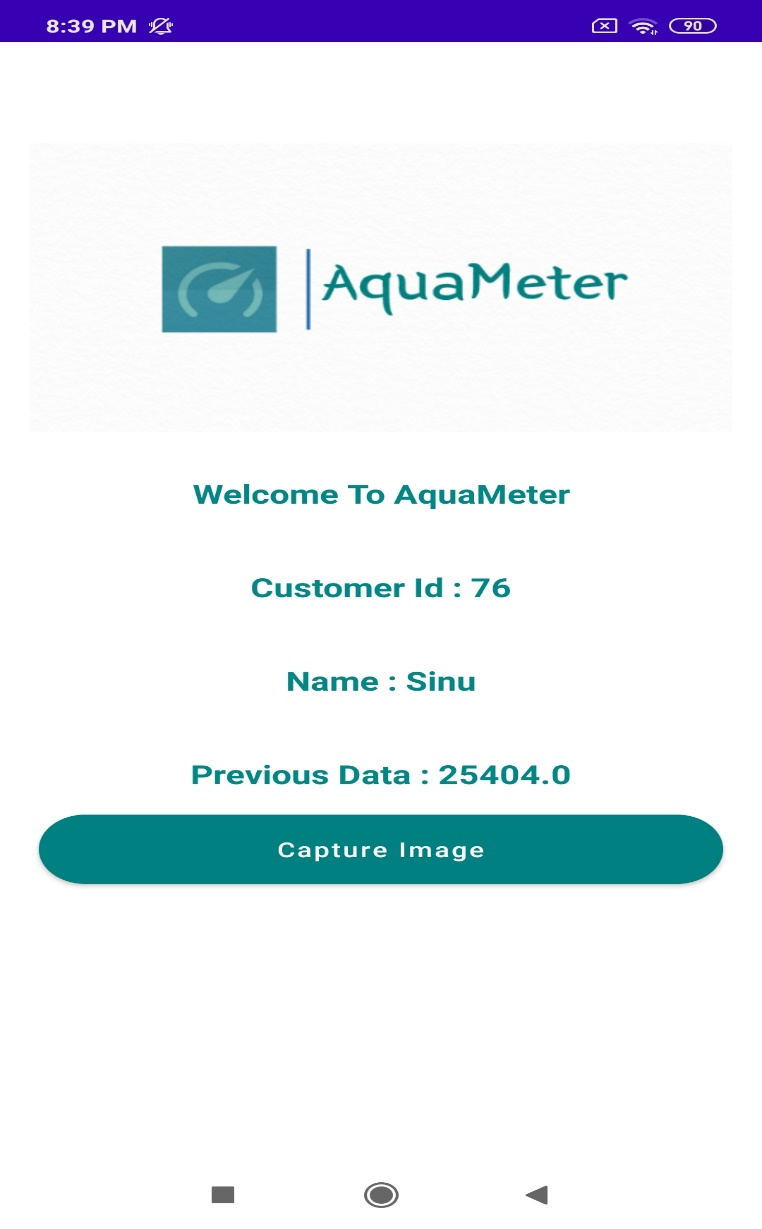 8:39 PM 90
AquaMeter
Welcome To AquaMeter
Customer Id : 76
Name : Sinu
Previous Data : 25404.0
Capture Image